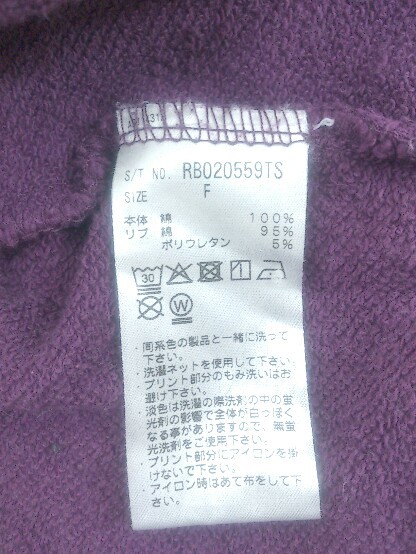 S/T NO. RB020559TS
SIZE F
本体 綿 100%
リブ 綿 95%
ポリウレタン 5%
30
W
・同系色の製品と一緒に洗って
下さい。
・洗濯ネットを使用して下さい。
・プリント部分のもみ洗いはお
避け下さい。
・淡色は洗濯の際洗剤の中の蛍
光剤の影響で全体が白っぽく
なる事がありますので、無蛍
光洗剤をご使用下さい。
・プリント部分にアイロンを掛
けないで下さい。
・アイロン時はあて布をして下
さい。